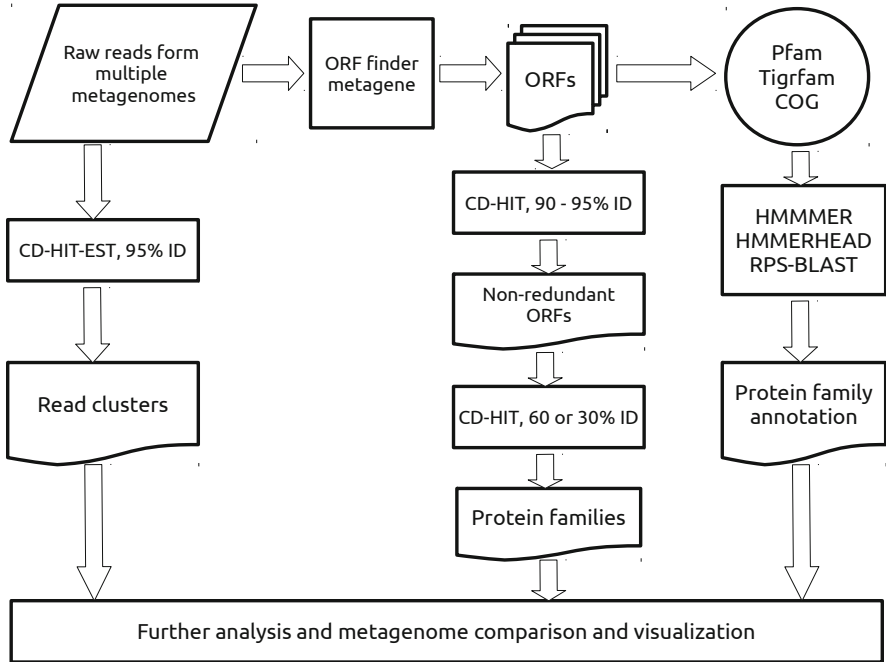 Raw reads form
multiple
metagenomes
ORF finder
metagene
ORFs
Pfam
Tigrfam
COG
CD-HIT-EST, 95% ID
CD-HIT, 90 - 95% ID
HMMMER
HMMERHEAD
RPS-BLAST
Non-redundant
ORFs
Read clusters
CD-HIT, 60 or 30% ID
Protein family
annotation
Protein families
Further analysis and metagenome comparison and visualization